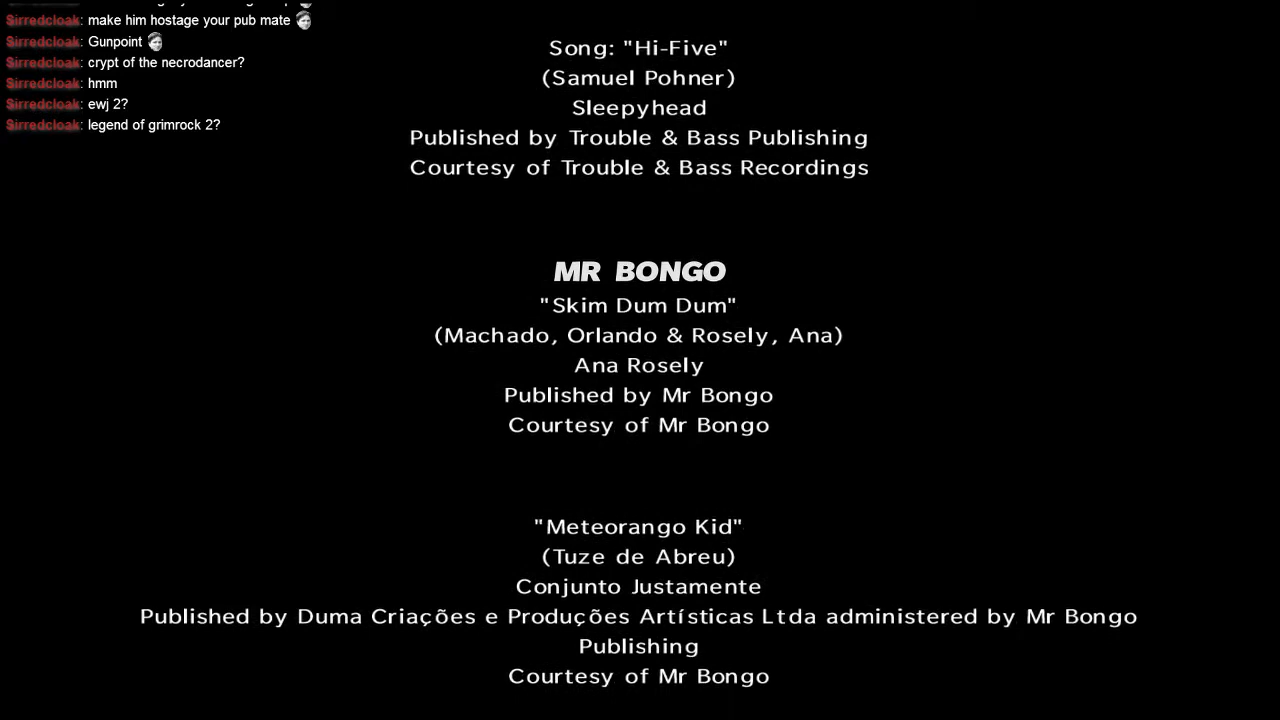 Sirredcloak: make him hostage your pub mate
Sirredcloak: Gunpoint
Sirredcloak: crypt of the necrodancer?
Sirredcloak: hmm
Sirredcloak: ewj 2?
Sirredcloak: legend of grimrock 2?
Song: "Hi-Five"
(Samuel Pohner)
Sleepyhead
Published by Trouble & Bass Publishing
Courtesy of Trouble & Bass Recordings
MR BONGO
"Skim Dum Dum"
(Machado, Orlando & Rosely, Ana)
Ana Rosely
Published by Mr Bongo
Courtesy of Mr Bongo
"Meteorango Kid"
(Tuze de Abreu)
Conjunto Justamente
Published by Duma Criações e Produções Artísticas Ltda administered by Mr Bongo
Publishing
Courtesy of Mr Bongo